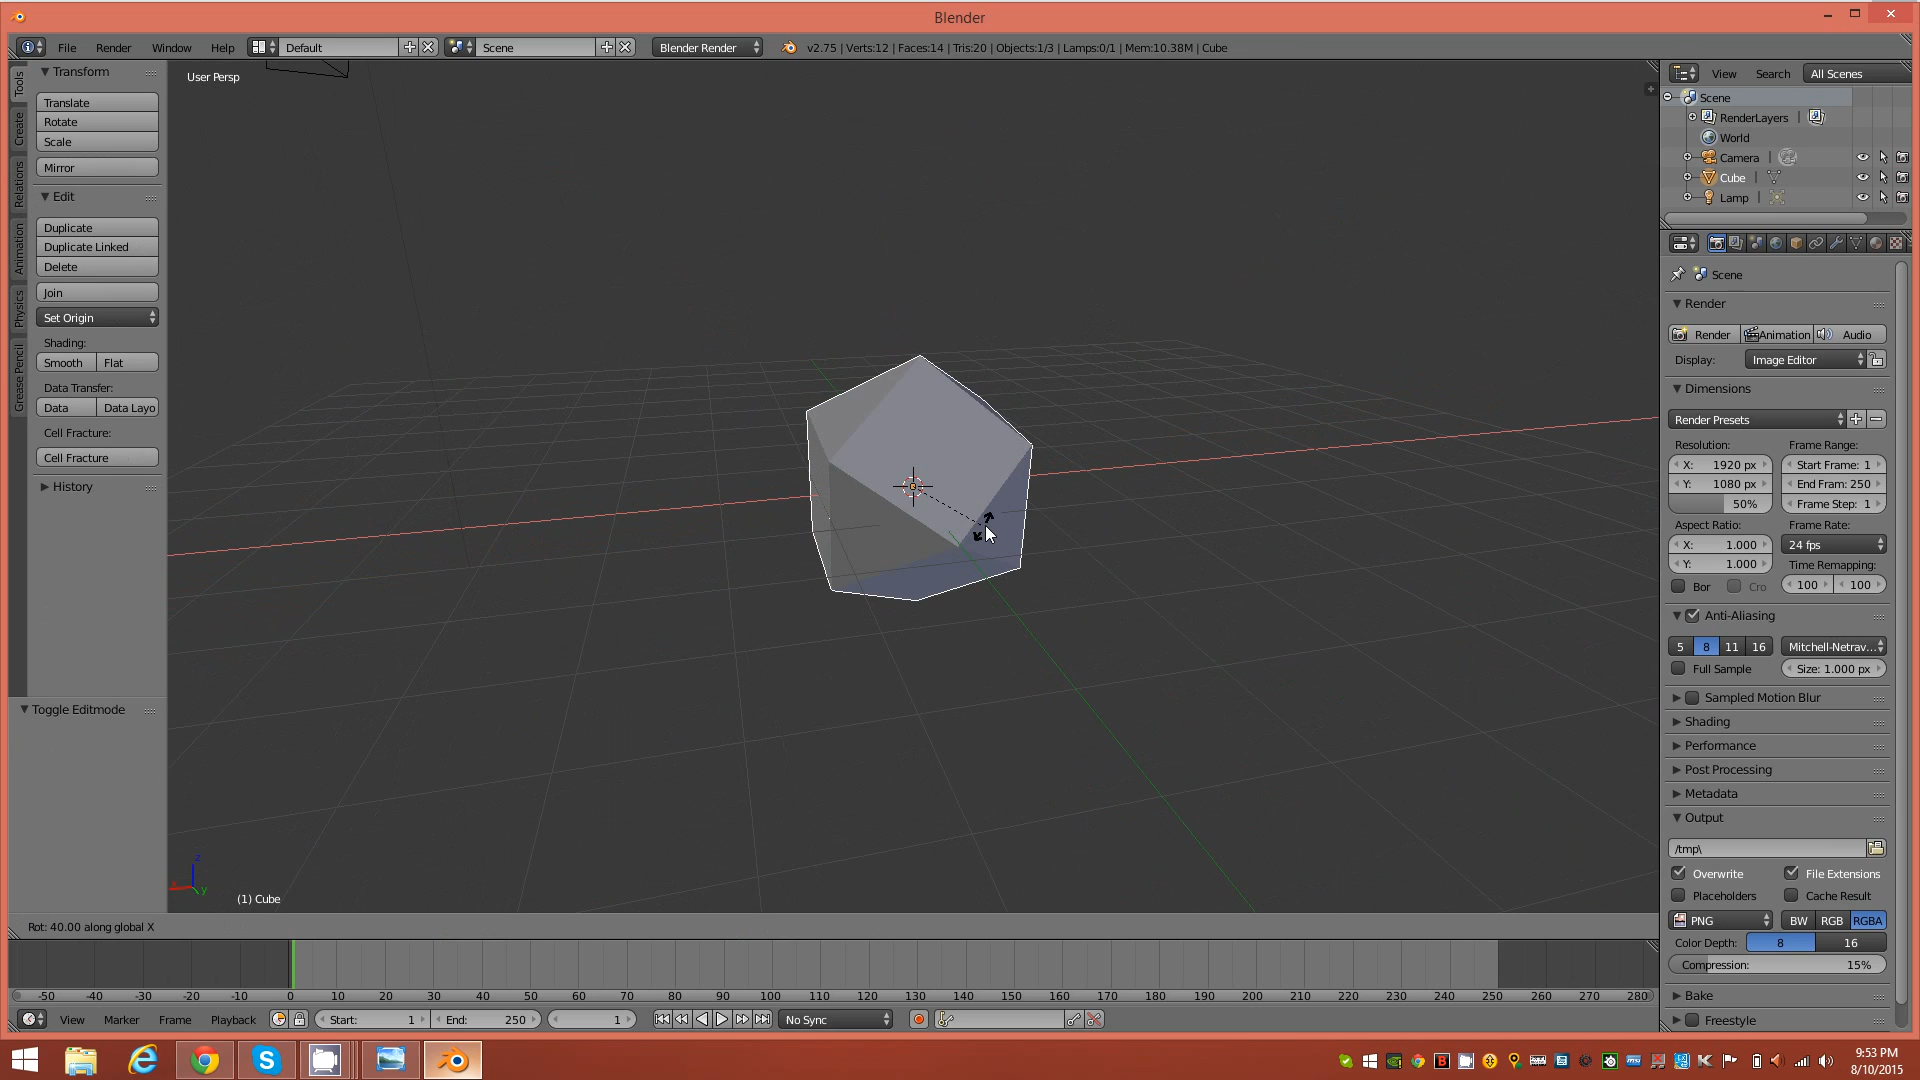 Blender
File Render Window Help Default Scene Blender Render v2.75 | Verts:12 | Faces:14 | Tris:20 | Objects:1/3 | Lamps:0/1 | Mem:10.38M | Cube
Tools
Create
Relations
Animation
Physics
Grease Pencil
Transform
Translate
Rotate
Scale
Mirror
Edit
Duplicate
Duplicate Linked
Delete
Join
Set Origin
Shading:
Smooth Flat
Data Transfer:
Data Data Layo
Cell Fracture:
Cell Fracture
History
Toggle Editmode
User Persp
z
x
y
(1) Cube
Rot: 40.00 along global X
View Search All Scenes
Scene
RenderLayers |
World
Camera |
Cube |
Lamp |
Scene
Render
Render Animation Audio
Display: Image Editor
Dimensions
Render Presets
Resolution: Frame Range:
X: 1920 px Start Frame: 1
Y: 1080 px End Fram: 250
50% Frame Step: 1
Aspect Ratio: Frame Rate:
X: 1.000 24 fps
Y: 1.000 Time Remapping:
Bor Cro 100 100
Anti-Aliasing
5 8 11 16 Mitchell-Netrav...
Full Sample Size: 1.000 px
Sampled Motion Blur
Shading
Performance
Post Processing
Metadata
Output
/tmp\
Overwrite File Extensions
Placeholders Cache Result
PNG BW RGB RGBA
Color Depth: 8 16
Compression: 15%
Bake
Freestyle
-50 -40 -30 -20 -10 0 10 20 30 40 50 60 70 80 90 100 110 120 130 140 150 160 170 180 190 200 210 220 230 240 250 260 270 280
View Marker Frame Playback Start: 1 End: 250 1 No Sync
9:53 PM
8/10/2015